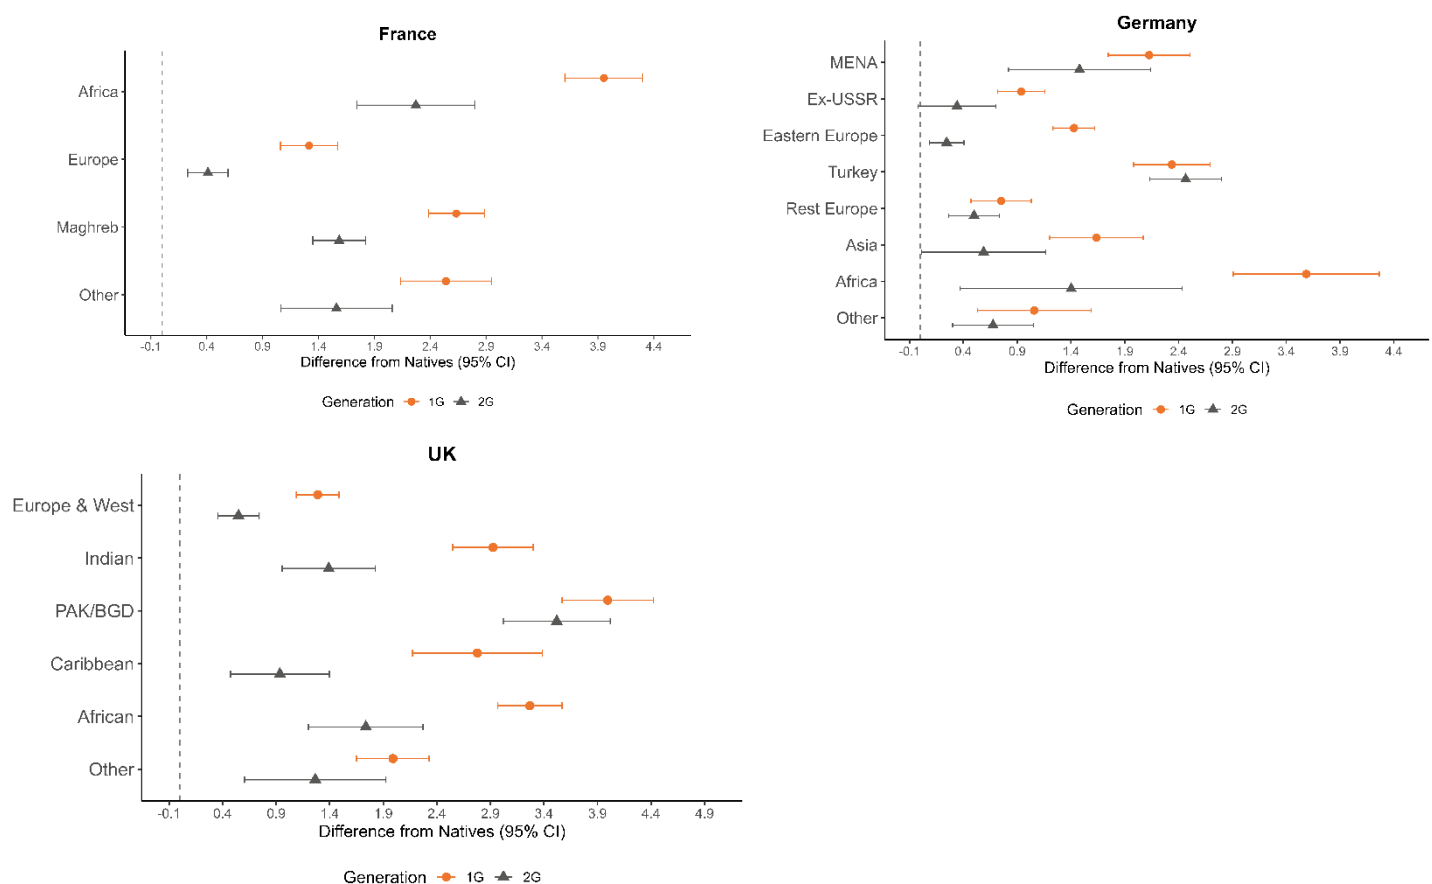 France
Africa
Europe
Maghreb
Other
-0.1 0.4 0.9 1.4 1.9 2.4 2.9 3.4 3.9 4.4
Difference from Natives (95% CI)
Generation 1G 2G
Germany
MENA
Ex-USSR
Eastern Europe
Turkey
Rest Europe
Asia
Africa
Other
-0.1 0.4 0.9 1.4 1.9 2.4 2.9 3.4 3.9 4.4
Difference from Natives (95% CI)
Generation 1G 2G
UK
Europe & West
Indian
PAK/BGD
Caribbean
African
Other
-0.1 0.4 0.9 1.4 1.9 2.4 2.9 3.4 3.9 4.4 4.9
Difference from Natives (95% CI)
Generation 1G 2G